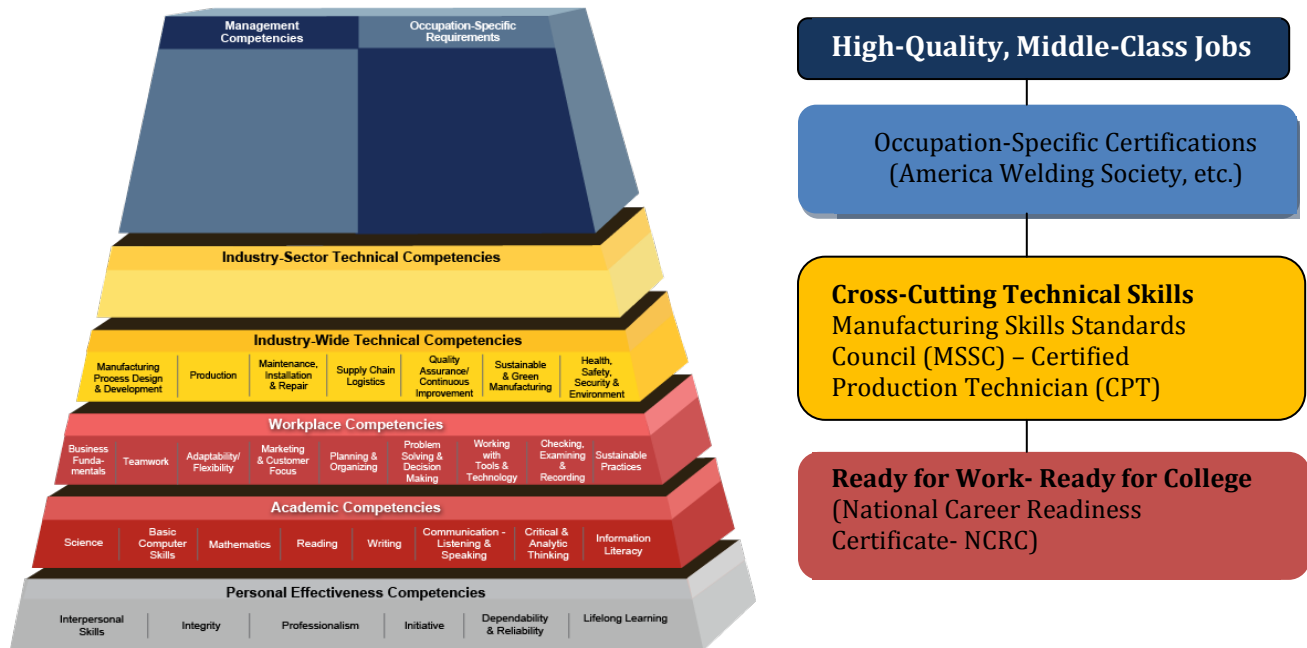 Management
Competencies
Occupation-Specific
Requirements
Industry-Sector Technical Competencies
Industry-Wide Technical Competencies
Manufacturing
Process Design
& Development
Production
Maintenance,
Installation
& Repair
Supply Chain
Logistics
Quality
Assurance/
Continuous
Improvement
Sustainable
& Green
Manufacturing
Health,
Safety,
Security &
Environment
Workplace Competencies
Business
Funda-
mentals
Teamwork
Adaptability/
Flexibility
Marketing
& Customer
Focus
Planning &
Organizing
Problem
Solving &
Decision
Making
Working
with
Tools &
Technology
Checking,
Examining
&
Recording
Sustainable
Practices
Academic Competencies
Science
Basic
Computer
Skills
Mathematics
Reading
Writing
Communication -
Listening &
Speaking
Critical &
Analytic
Thinking
Information
Literacy
Personal Effectiveness Competencies
Interpersonal
Skills
Integrity
Professionalism
Initiative
Dependability
& Reliability
Lifelong Learning
High-Quality, Middle-Class Jobs
Occupation-Specific Certifications
(America Welding Society, etc.)
Cross-Cutting Technical Skills
Manufacturing Skills Standards
Council (MSSC) – Certified
Production Technician (CPT)
Ready for Work- Ready for College
(National Career Readiness
Certificate- NCRC)